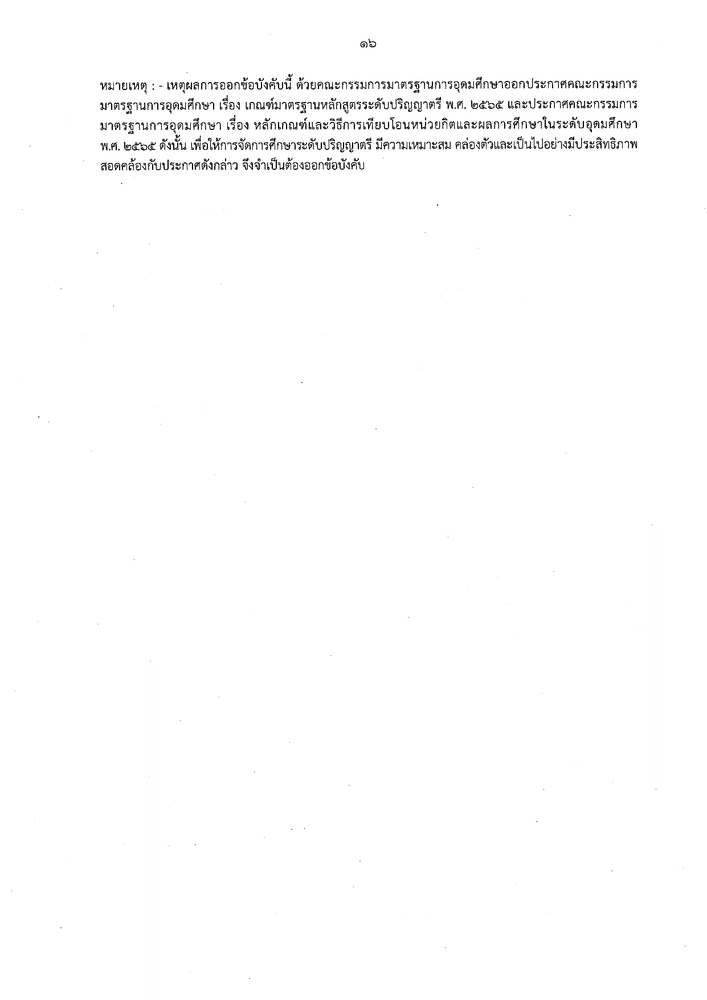 ๑๖
หมายเหตุ : - เหตุผลการออกข้อบังคับนี้ ด้วยคณะกรรมการมาตรฐานการอุดมศึกษาออกประกาศคณะกรรมการ
มาตรฐานการอุดมศึกษา เรื่อง เกณฑ์มาตรฐานหลักสูตรระดับปริญญาตรี พ.ศ. ๒๕๖๕ และประกาศคณะกรรมการ
มาตรฐานการอุดมศึกษา เรื่อง หลักเกณฑ์และวิธีการเทียบโอนหน่วยกิตและผลการศึกษาในระดับอุดมศึกษา
พ.ศ. ๒๕๖๕ ดังนั้น เพื่อให้การจัดการศึกษาระดับปริญญาตรี มีความเหมาะสม คล่องตัวและเป็นไปอย่างมีประสิทธิภาพ
สอดคล้องกับประกาศดังกล่าว จึงจำเป็นต้องออกข้อบังคับ